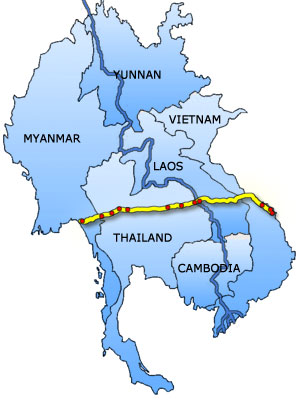 YUNNAN
VIETNAM
MYANMAR
LAOS
THAILAND
CAMBODIA